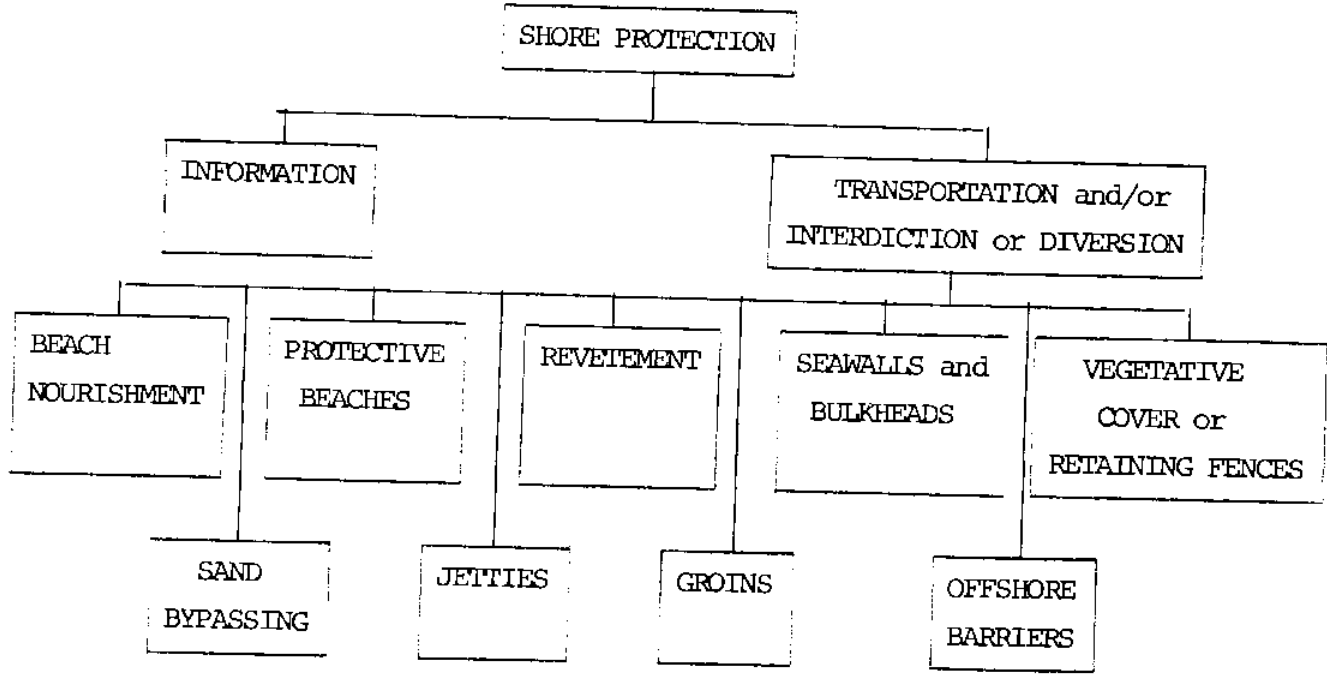 SHORE PROTECTION
INFORMATION
TRANSPORTATION and/or
INTERDICTION or DIVERSION
BEACH
NOURISHMENT
PROTECTIVE
BEACHES
REVETEMENT
SEAWALLS and
BULKHEADS
VEGETATIVE
COVER or
RETAINING FENCES
SAND
BYPASSING
JETTIES
GROINS
OFFSHORE
BARRIERS